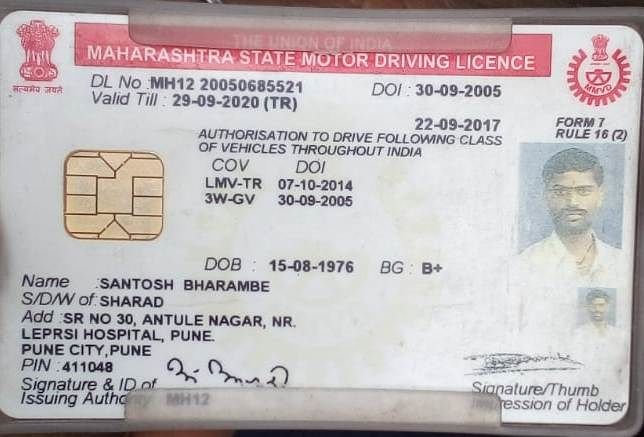 THE UNION OF INDIA
MAHARASHTRA STATE MOTOR DRIVING LICENCE
सत्यमेव जयते
MMVD
DL No : MH12 20050685521 DOI : 30-09-2005
Valid Till : 29-09-2020 (TR)
22-09-2017
FORM 7
RULE 16 (2)
AUTHORISATION TO DRIVE FOLLOWING CLASS
OF VEHICLES THROUGHOUT INDIA
COV DOI
LMV-TR 07-10-2014
3W-GV 30-09-2005
DOB : 15-08-1976 BG : B+
Name : SANTOSH BHARAMBE
S/D/W of : SHARAD
Add : SR NO 30, ANTULE NAGAR, NR.
LEPRSI HOSPITAL, PUNE.
PUNE CITY,PUNE
PIN : 411048
Signature & ID of
Issuing Authority MH12
Signature/Thumb
Impression of Holder